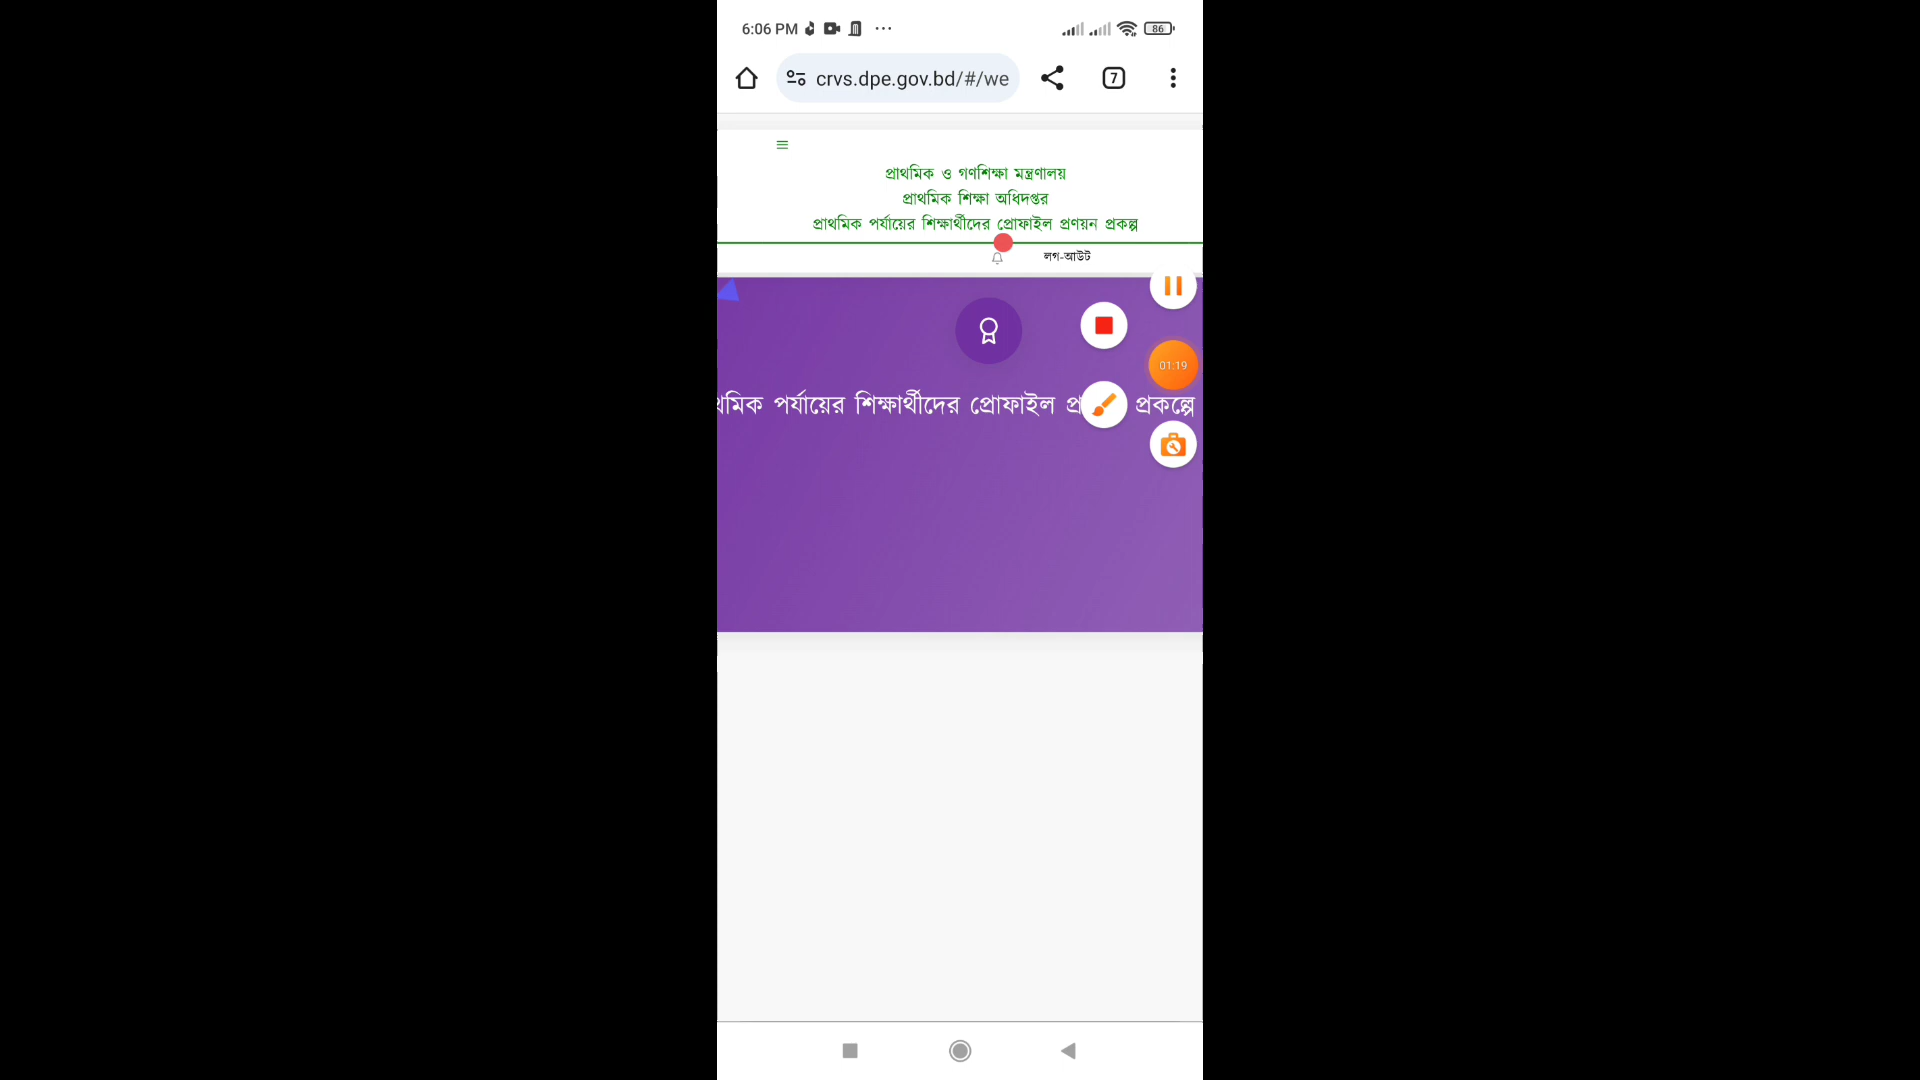 6:06 PM
86
crvs.dpe.gov.bd/#/we
7
প্রাথমিক ও গণশিক্ষা মন্ত্রণালয়
প্রাথমিক শিক্ষা অধিদপ্তর
প্রাথমিক পর্যায়ের শিক্ষার্থীদের প্রোফাইল প্রণয়ন প্রকল্প
লগ-আউট
01:19
পর্যায়ের শিক্ষার্থীদের প্রোফাইল প্রকল্পে